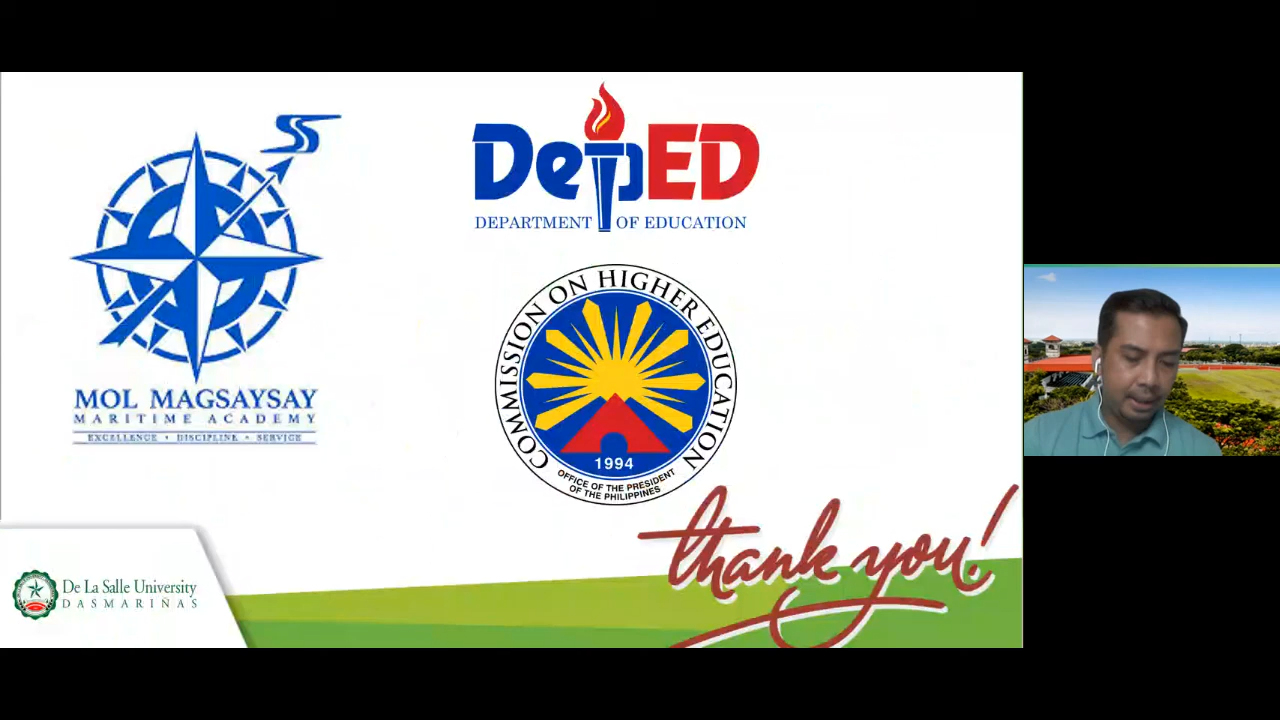 MOL MAGSAYSAY
MARITIME ACADEMY
EXCELLENCE • DISCIPLINE • SERVICE
DepED
DEPARTMENT OF EDUCATION
COMMISSION ON HIGHER EDUCATION
1994
OFFICE OF THE PRESIDENT
OF THE PHILIPPINES
thank you!
De La Salle University
DASMARIÑAS